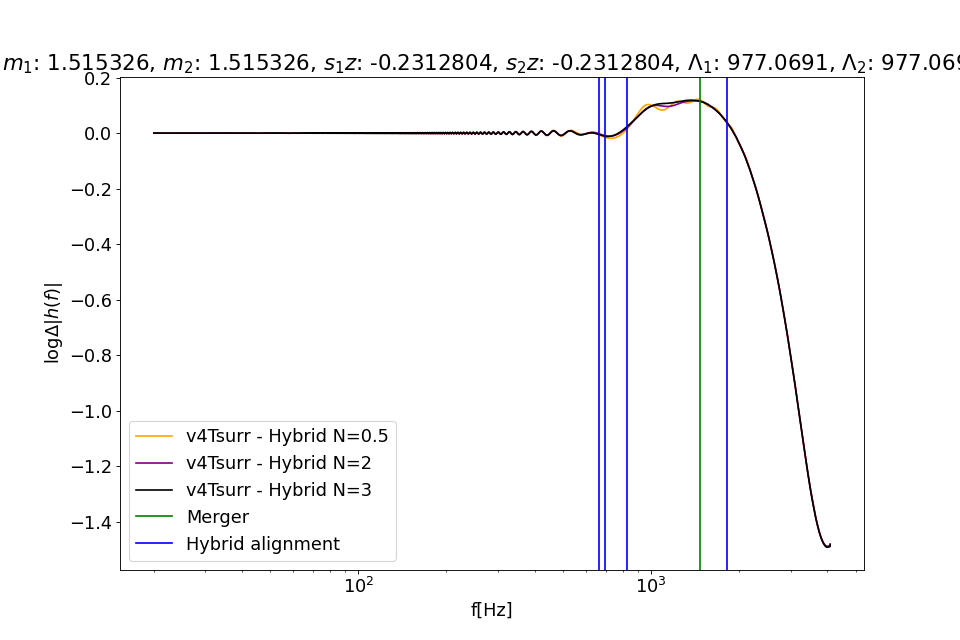 m₁: 1.515326, m₂: 1.515326, s₁z: -0.2312804, s₂z: -0.2312804, Λ₁: 977.0691, Λ₂: 977.069
0.2
0.0
−0.2
−0.4
−0.6
−0.8
−1.0
−1.2
−1.4
logΔ|h(f)|
v4Tsurr - Hybrid N=0.5
v4Tsurr - Hybrid N=2
v4Tsurr - Hybrid N=3
Merger
Hybrid alignment
10² 10³
f[Hz]